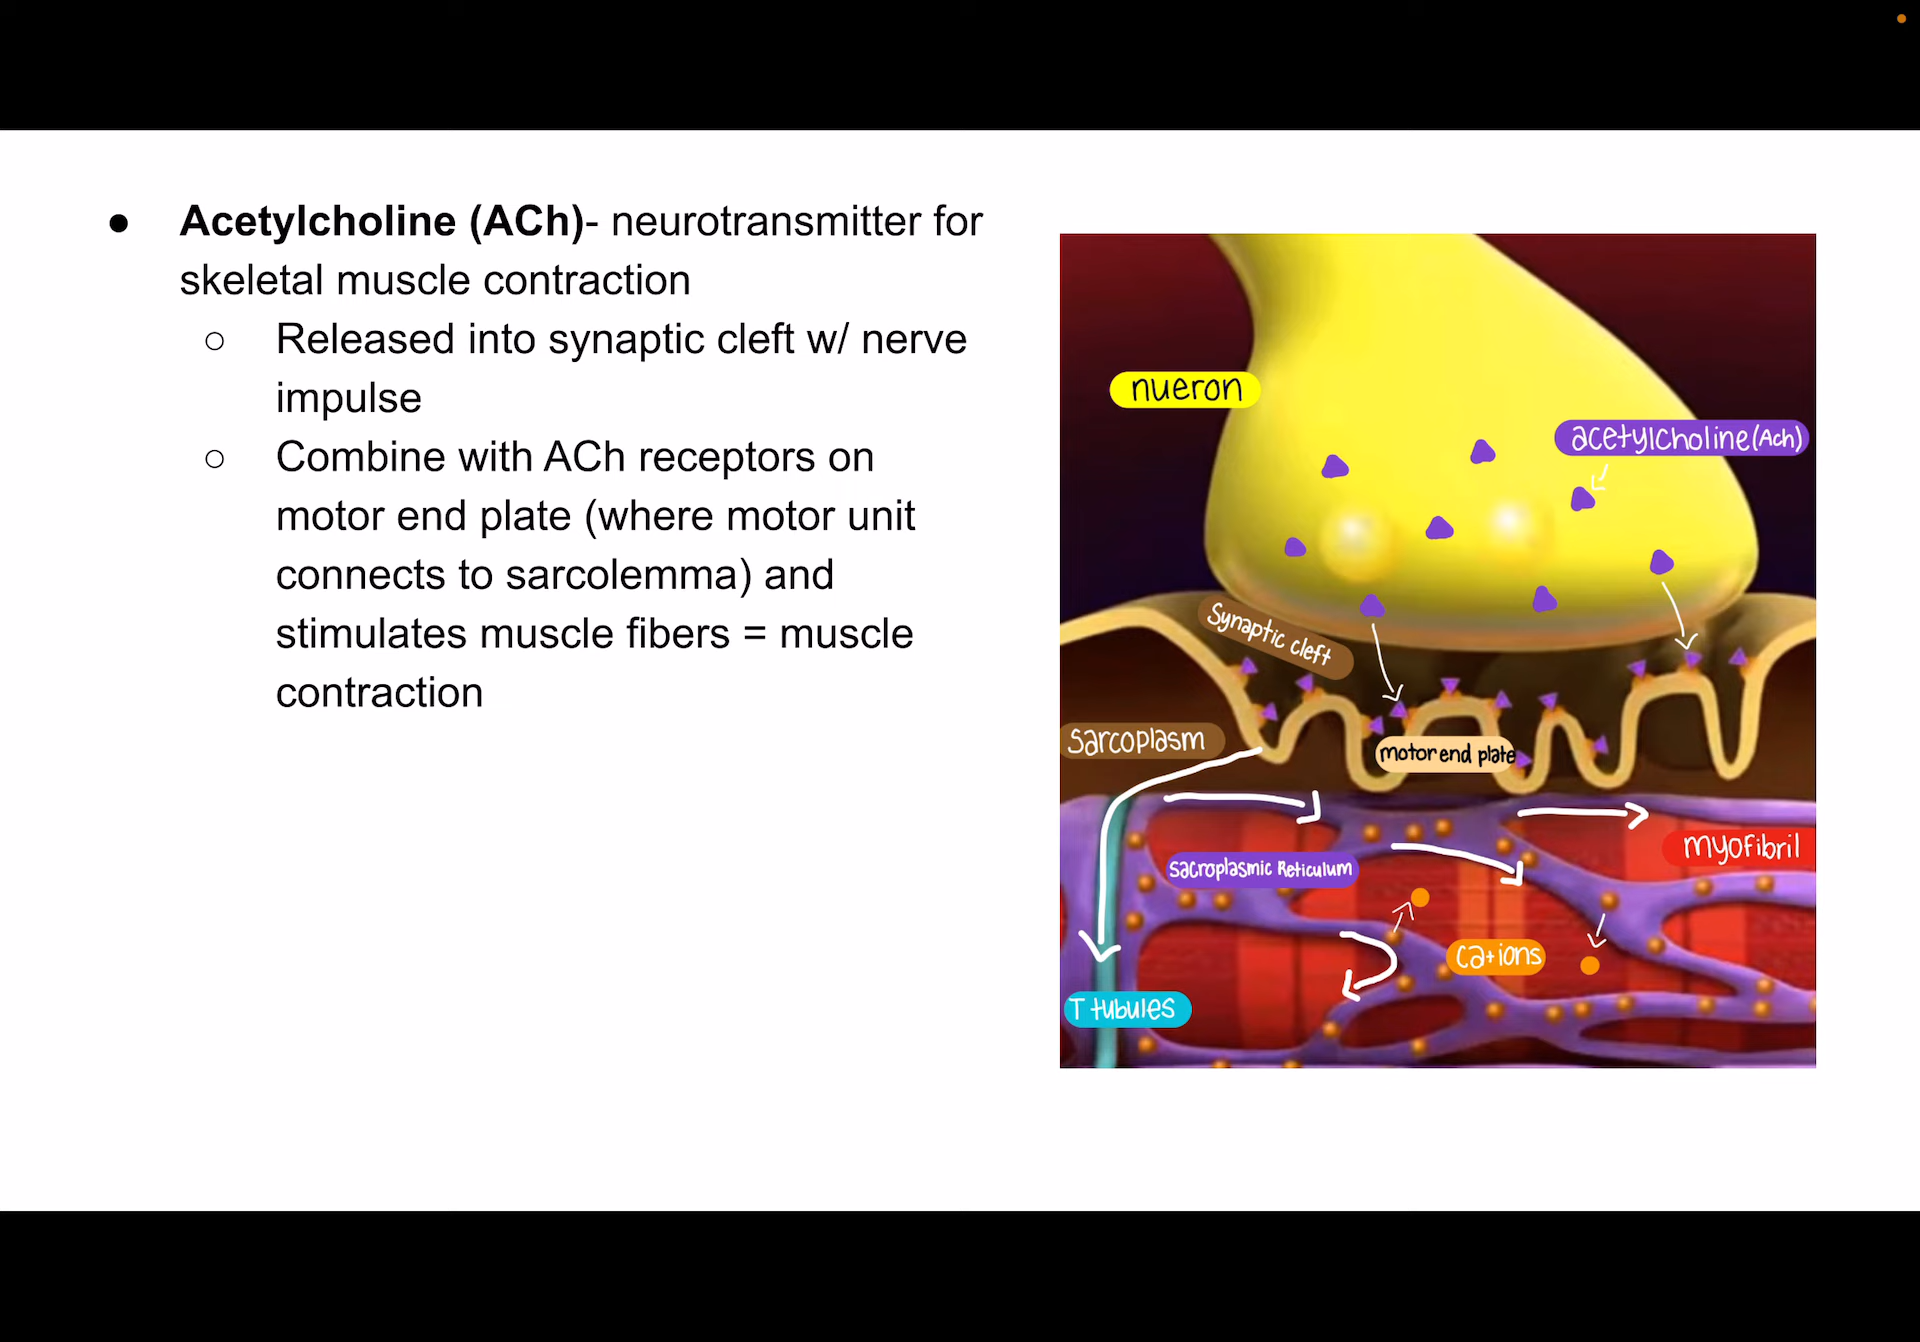 ● Acetylcholine (ACh)- neurotransmitter for
skeletal muscle contraction
○ Released into synaptic cleft w/ nerve
impulse
○ Combine with ACh receptors on
motor end plate (where motor unit
connects to sarcolemma) and
stimulates muscle fibers = muscle
contraction
nueron
acetylcholine(Ach)
Synaptic cleft
Sarcoplasm
motor end plate
myofibril
Sacroplasmic Reticulum
Ca+ ions
T tubules